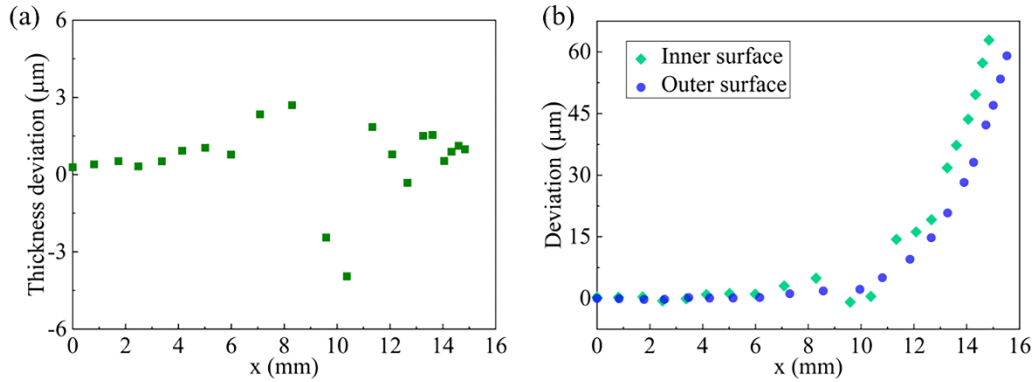 (a)
Thickness deviation (μm)
6
3
0
-3
-6
0 2 4 6 8 10 12 14 16
x (mm)
(b)
Inner surface
Outer surface
Deviation (μm)
60
45
30
15
0
0 2 4 6 8 10 12 14 16
x (mm)